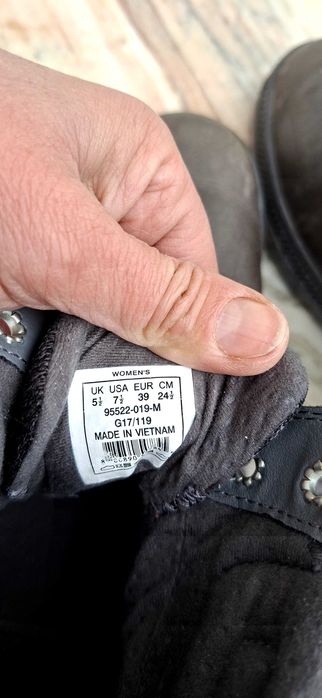 WOMEN'S
UK USA EUR CM
5½ 7½ 39 24½
95522-019-M
G17/119
MADE IN VIETNAM